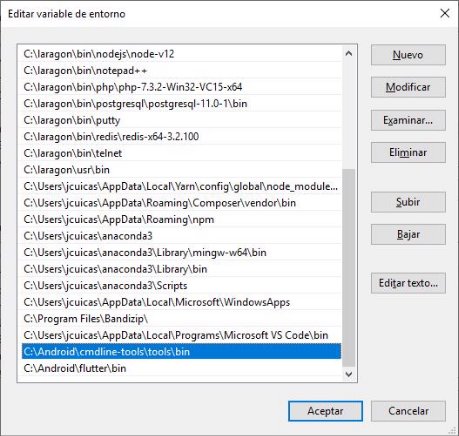 Editar variable de entorno
C:\laragon\bin\nodejs\node-v12
C:\laragon\bin\notepad++
C:\laragon\bin\php\php-7.3.2-Win32-VC15-x64
C:\laragon\bin\postgresql\postgresql-11.0-1\bin
C:\laragon\bin\putty
C:\laragon\bin\redis\redis-x64-3.2.100
C:\laragon\bin\telnet
C:\laragon\usr\bin
C:\Users\jcuicas\AppData\Local\Yarn\config\global\node_module...
C:\Users\jcuicas\AppData\Roaming\Composer\vendor\bin
C:\Users\jcuicas\AppData\Roaming\npm
C:\Users\jcuicas\anaconda3
C:\Users\jcuicas\anaconda3\Library\mingw-w64\bin
C:\Users\jcuicas\anaconda3\Library\bin
C:\Users\jcuicas\anaconda3\Scripts
C:\Users\jcuicas\AppData\Local\Microsoft\WindowsApps
C:\Program Files\Bandizip\
C:\Users\jcuicas\AppData\Local\Programs\Microsoft VS Code\bin
C:\Android\cmdline-tools\tools\bin
C:\Android\flutter\bin
Nuevo
Modificar
Examinar...
Eliminar
Subir
Bajar
Editar texto...
Aceptar
Cancelar